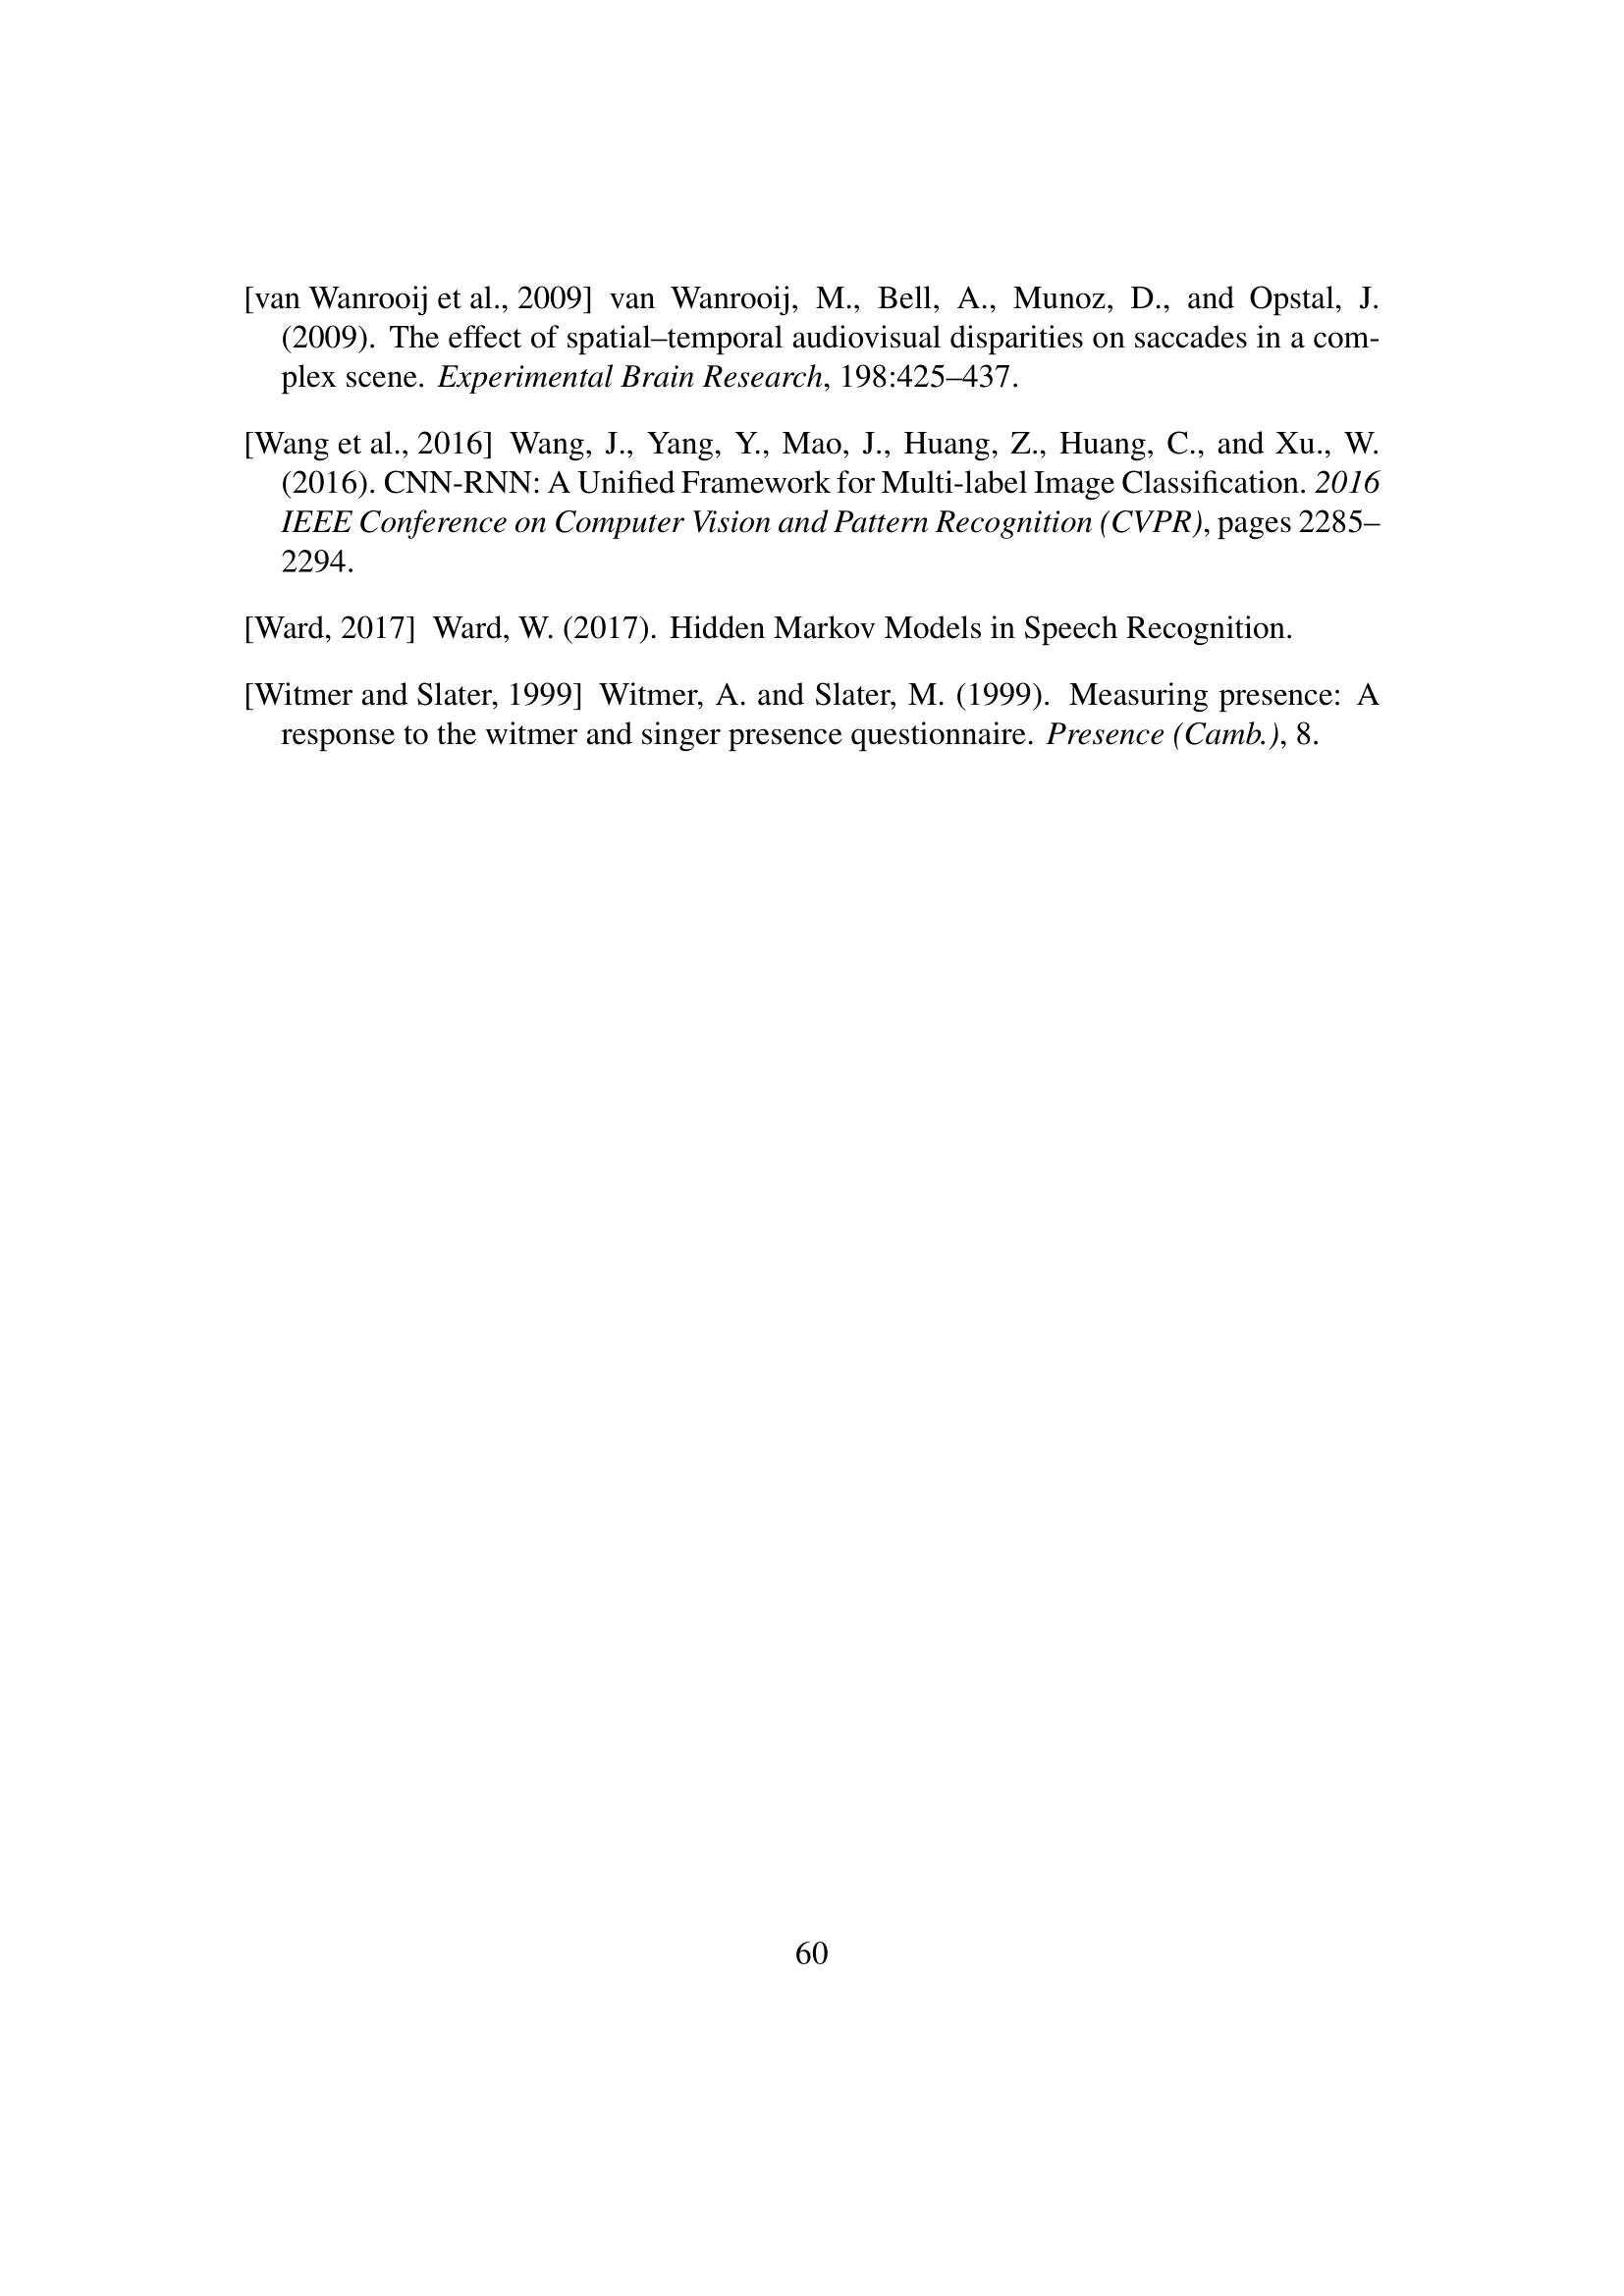 [van Wanrooij et al., 2009] van Wanrooij, M., Bell, A., Munoz, D., and Opstal, J.
(2009). The effect of spatial–temporal audiovisual disparities on saccades in a com-
plex scene. Experimental Brain Research, 198:425–437.
[Wang et al., 2016] Wang, J., Yang, Y., Mao, J., Huang, Z., Huang, C., and Xu., W.
(2016). CNN-RNN: A Unified Framework for Multi-label Image Classification. 2016
IEEE Conference on Computer Vision and Pattern Recognition (CVPR), pages 2285–
2294.
[Ward, 2017] Ward, W. (2017). Hidden Markov Models in Speech Recognition.
[Witmer and Slater, 1999] Witmer, A. and Slater, M. (1999). Measuring presence: A
response to the witmer and singer presence questionnaire. Presence (Camb.), 8.
60